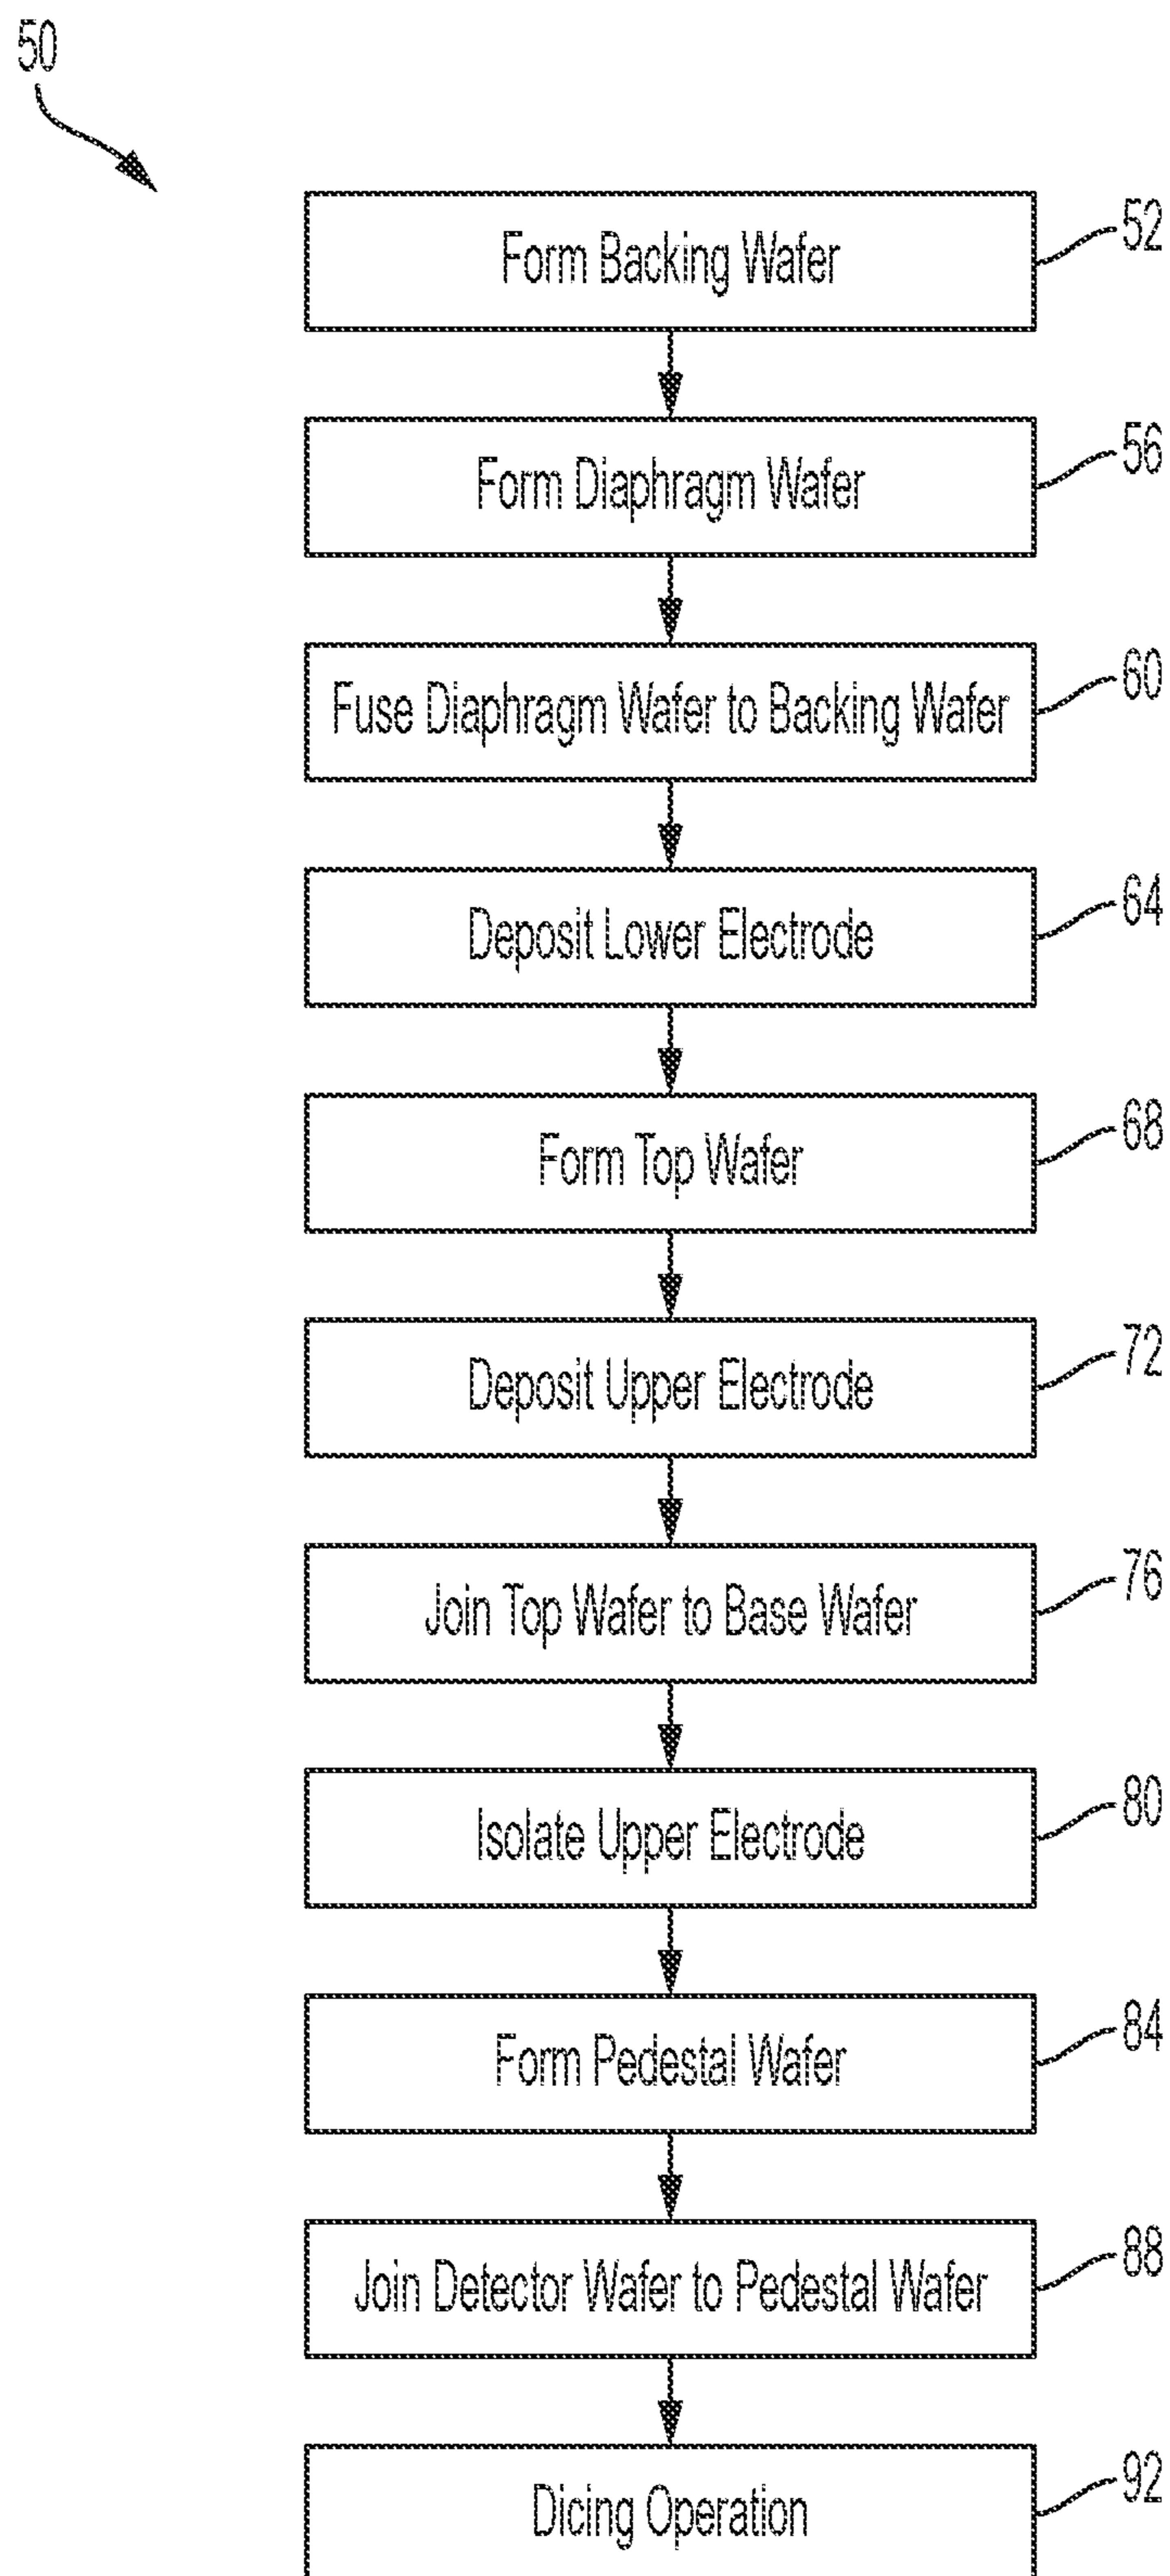 50
Form Backing Wafer
52
Form Diaphragm Wafer
56
Fuse Diaphragm Wafer to Backing Wafer
60
Deposit Lower Electrode
64
Form Top Wafer
68
Deposit Upper Electrode
72
Join Top Wafer to Base Wafer
76
Isolate Upper Electrode
80
Form Pedestal Wafer
84
Join Detector Wafer to Pedestal Wafer
88
Dicing Operation
92